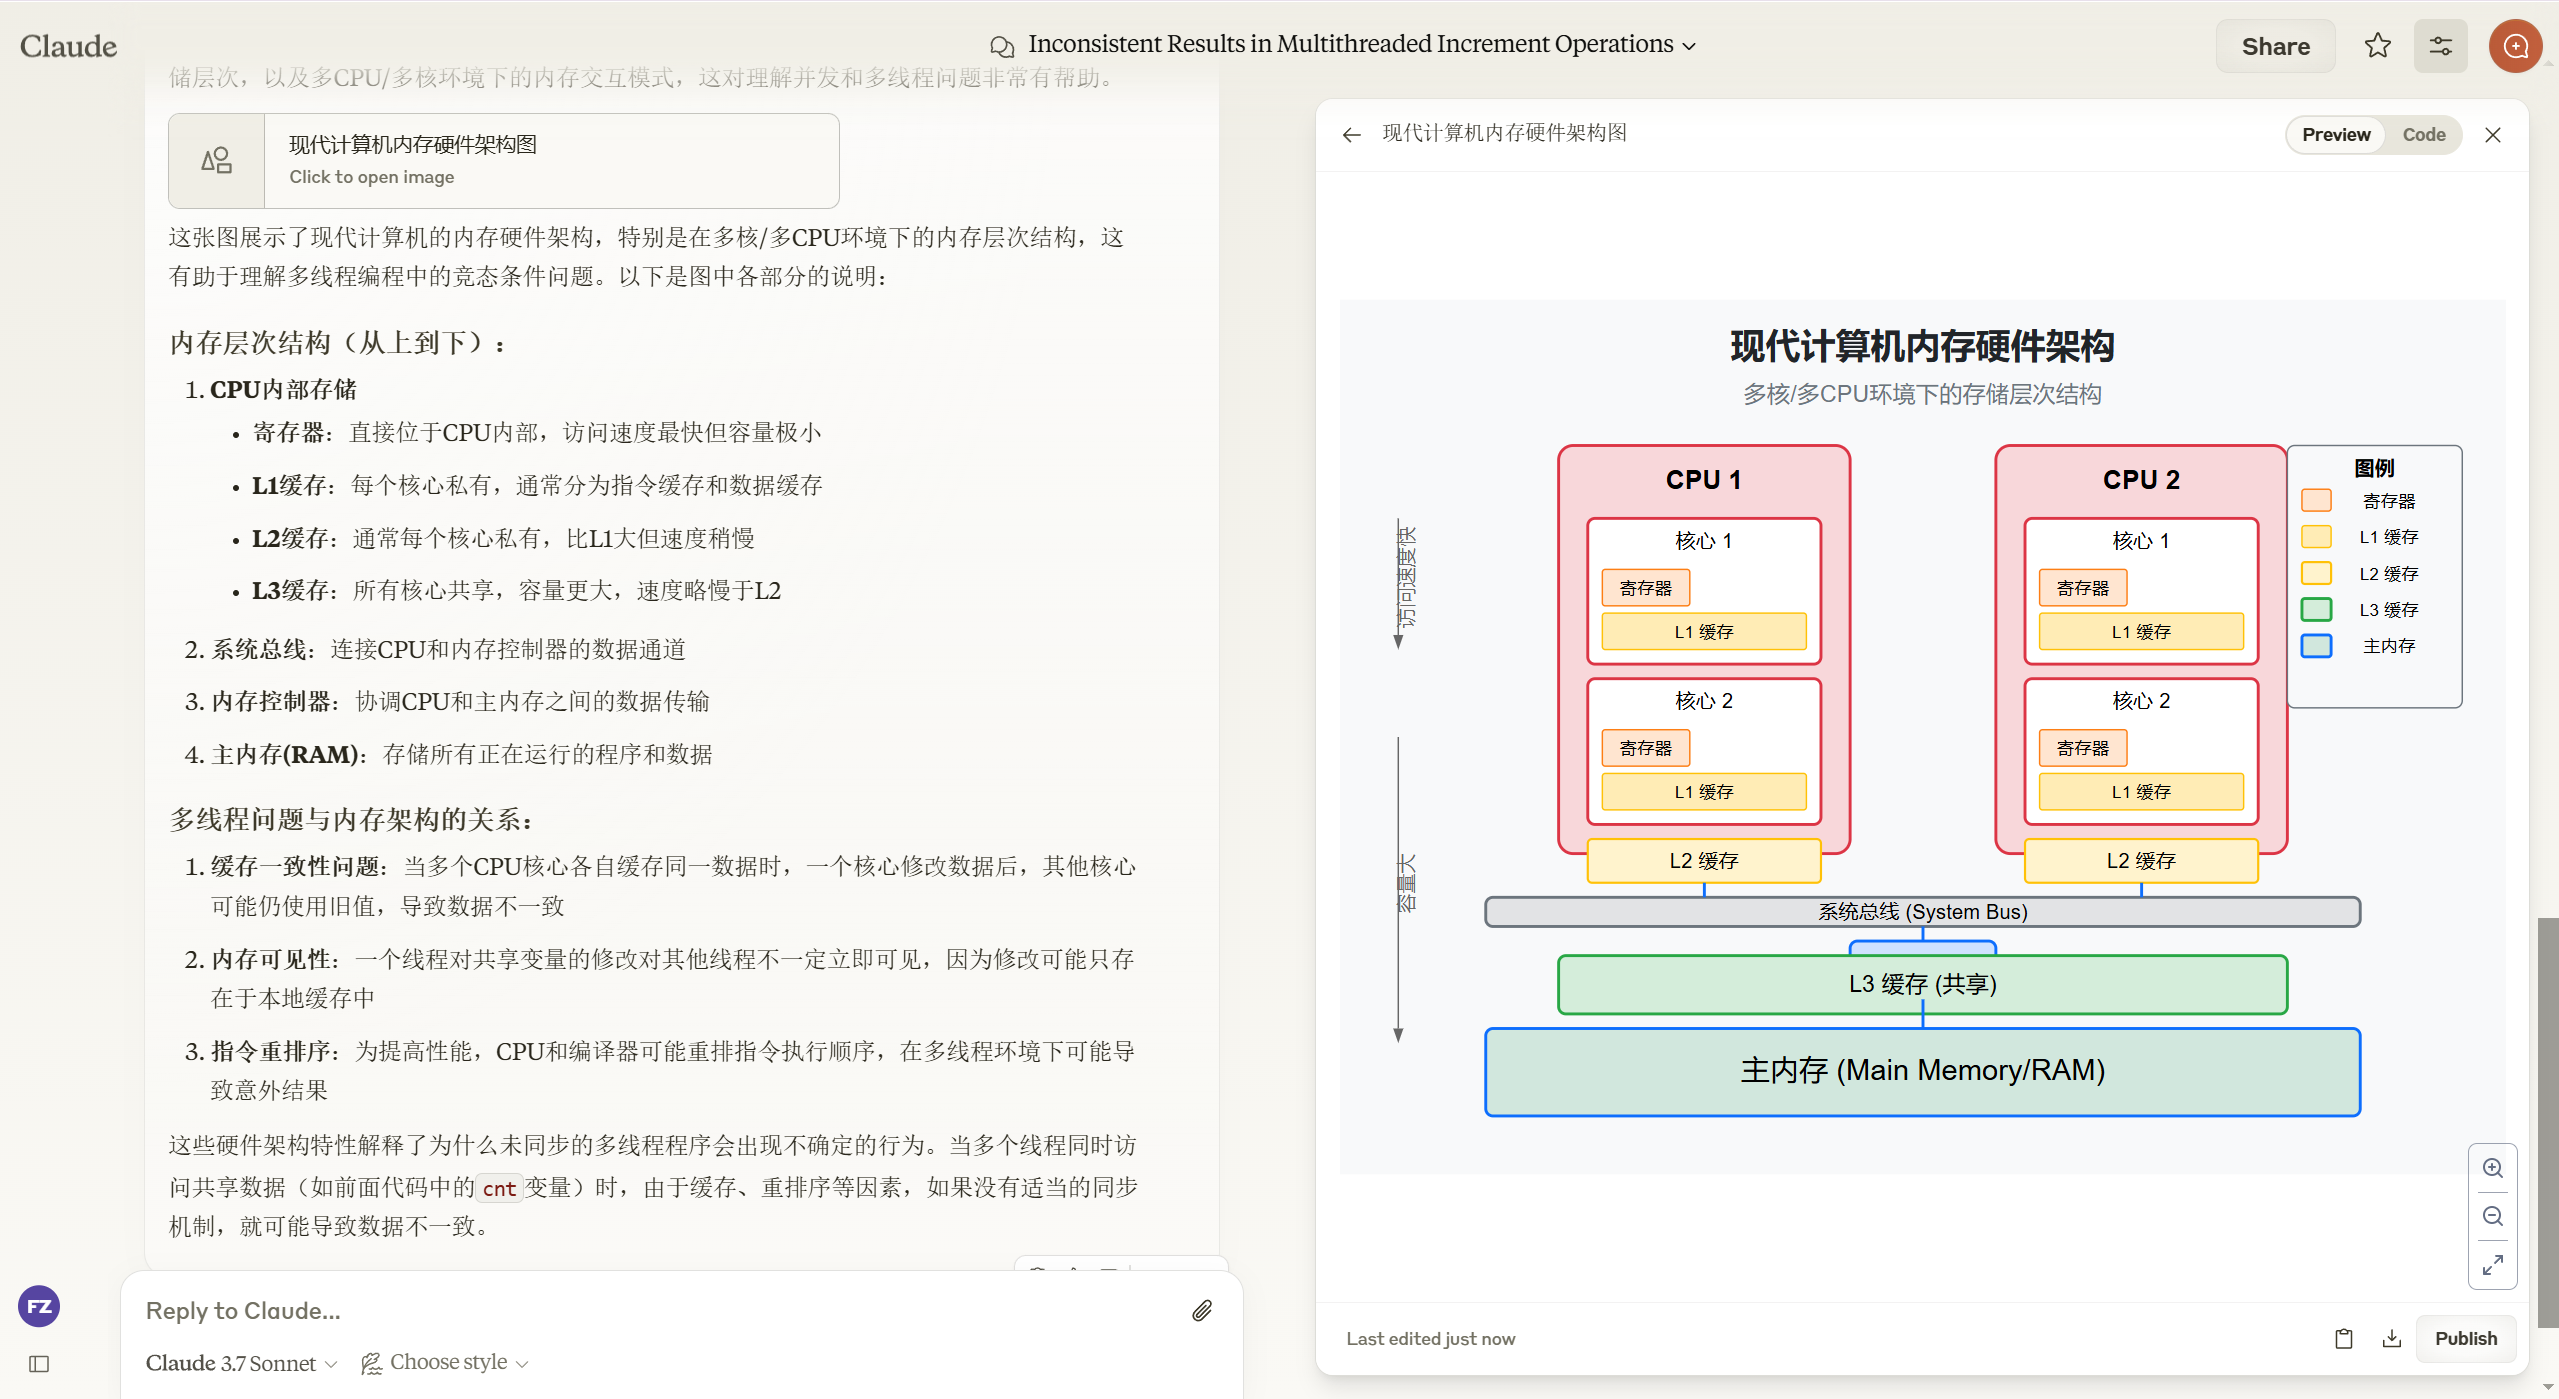 Claude
Inconsistent Results in Multithreaded Increment Operations
Share
储层次，以及多CPU/多核环境下的内存交互模式，这对理解并发和多线程问题非常有帮助。
现代计算机内存硬件架构图
Click to open image
这张图展示了现代计算机的内存硬件架构，特别是在多核/多CPU环境下的内存层次结构，这
有助于理解多线程编程中的竞态条件问题。以下是图中各部分的说明：
内存层次结构（从上到下）：
1. CPU内部存储
• 寄存器：直接位于CPU内部，访问速度最快但容量极小
• L1缓存：每个核心私有，通常分为指令缓存和数据缓存
• L2缓存：通常每个核心私有，比L1大但速度稍慢
• L3缓存：所有核心共享，容量更大，速度略慢于L2
2. 系统总线：连接CPU和内存控制器的数据通道
3. 内存控制器：协调CPU和主内存之间的数据传输
4. 主内存(RAM)：存储所有正在运行的程序和数据
多线程问题与内存架构的关系：
1. 缓存一致性问题：当多个CPU核心各自缓存同一数据时，一个核心修改数据后，其他核心
可能仍使用旧值，导致数据不一致
2. 内存可见性：一个线程对共享变量的修改对其他线程不一定立即可见，因为修改可能只存
在于本地缓存中
3. 指令重排序：为提高性能，CPU和编译器可能重排指令执行顺序，在多线程环境下可能导
致意外结果
这些硬件架构特性解释了为什么未同步的多线程程序会出现不确定的行为。当多个线程同时访
问共享数据（如前面代码中的cnt变量）时，由于缓存、重排序等因素，如果没有适当的同步
机制，就可能导致数据不一致。
FZ
Reply to Claude...
Claude 3.7 Sonnet
Choose style
现代计算机内存硬件架构图
Preview
Code
现代计算机内存硬件架构
多核/多CPU环境下的存储层次结构
访问速度快
容量大
CPU 1
核心 1
寄存器
L1 缓存
核心 2
寄存器
L1 缓存
L2 缓存
CPU 2
核心 1
寄存器
L1 缓存
核心 2
寄存器
L1 缓存
L2 缓存
图例
寄存器
L1 缓存
L2 缓存
L3 缓存
主内存
系统总线 (System Bus)
L3 缓存 (共享)
主内存 (Main Memory/RAM)
Last edited just now
Publish